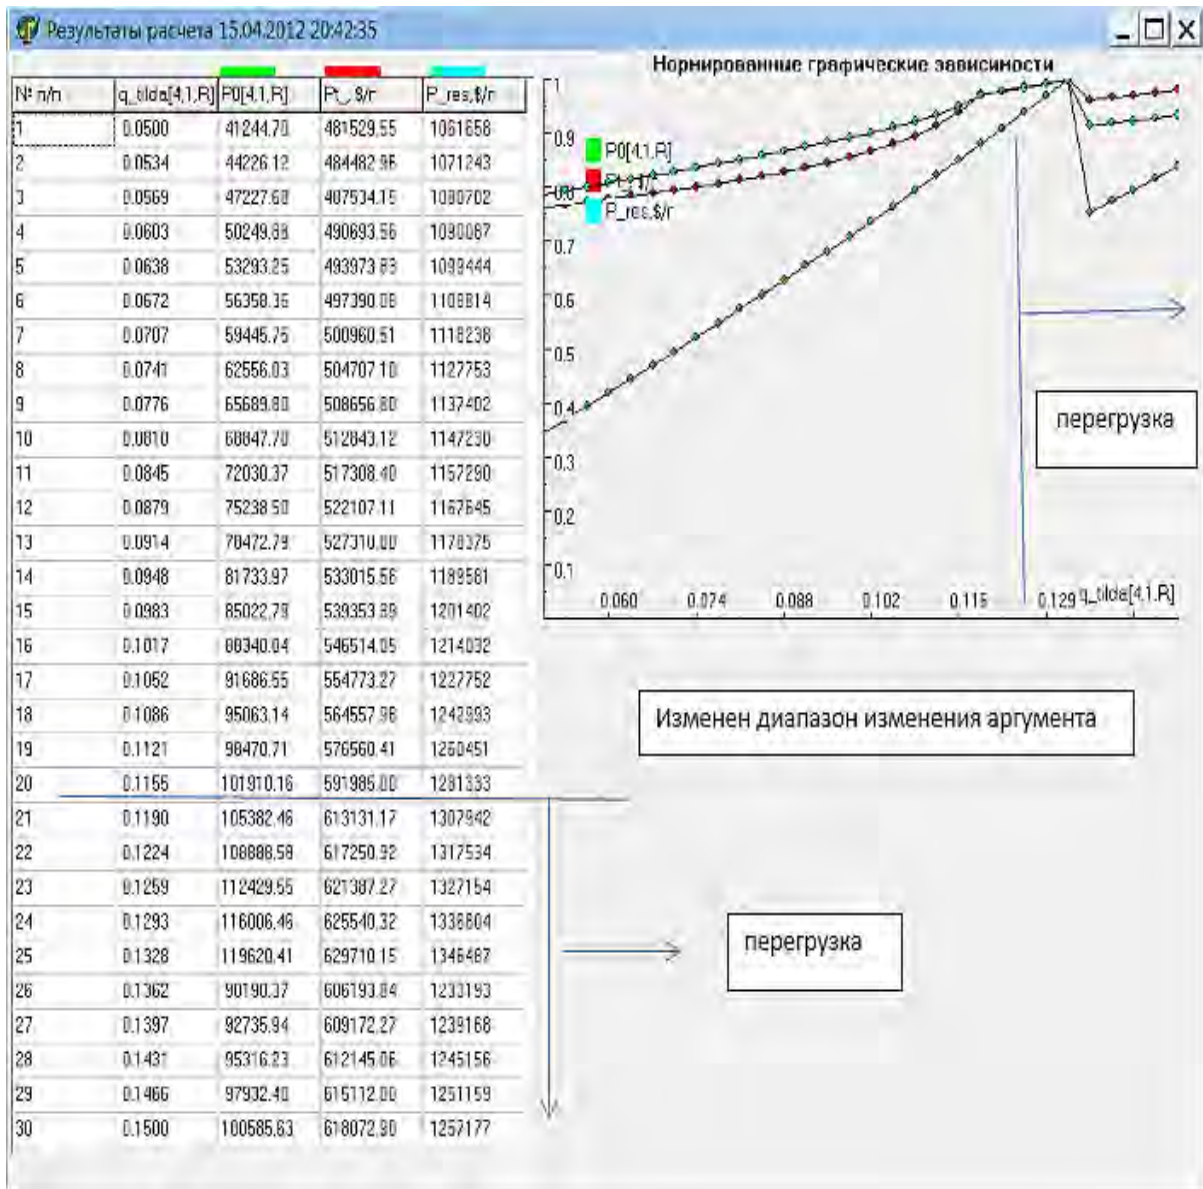 Результаты расчета 15.04.2012 20:42:35
№ п/п q_tilda[4,1,R] P0[4,1,R] Pt_, $/г P_res,$/г
1 0.0500 41244.70 481529.55 1061658
2 0.0534 44226.12 484482.96 1071243
3 0.0569 47227.60 487534.15 1080702
4 0.0603 50249.88 490693.56 1090087
5 0.0638 53293.25 493973.83 1099444
6 0.0672 56358.36 497390.08 1108814
7 0.0707 59445.75 500960.51 1118238
8 0.0741 62556.03 504707.10 1127753
9 0.0776 65689.80 508656.80 1137402
10 0.0810 68847.70 512843.12 1147230
11 0.0845 72030.37 517308.40 1157290
12 0.0879 75238.50 522107.11 1167645
13 0.0914 78472.79 527310.00 1178375
14 0.0948 81733.97 533015.56 1189581
15 0.0983 85022.79 539353.89 1201402
16 0.1017 88340.04 546514.05 1214032
17 0.1052 91686.55 554773.27 1227752
18 0.1086 95063.14 564557.98 1242993
19 0.1121 98470.71 576560.41 1260451
20 0.1155 101910.16 591985.00 1281333
21 0.1190 105382.46 613131.17 1307942
22 0.1224 108888.58 617250.92 1317534
23 0.1259 112429.55 621387.27 1327154
24 0.1293 116006.46 625540.32 1336804
25 0.1328 119620.41 629710.15 1346487
26 0.1362 90190.37 606193.84 1233193
27 0.1397 92735.94 609172.27 1239168
28 0.1431 95316.23 612145.06 1245156
29 0.1466 97932.40 615112.00 1251159
30 0.1500 100585.63 618072.90 1257177
Нормированные графические зависимости
1
0.9
0.8
0.7
0.6
0.5
0.4
0.3
0.2
0.1
P0[4,1,R]
P_res,$/г
0.060 0.074 0.088 0.102 0.115 0.129 q_tilda[4,1,R]
перегрузка
Изменен диапазон изменения аргумента
перегрузка